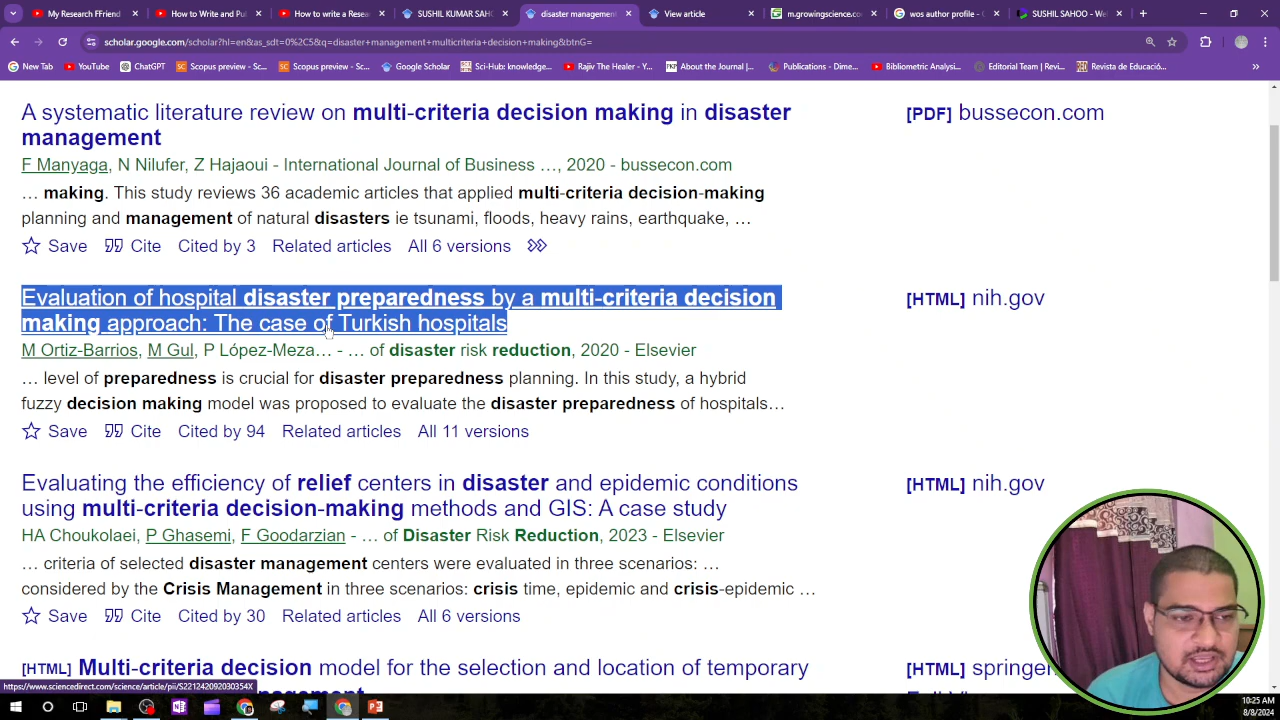 My Research FFriend
How to Write and Pul
How to write a Resea
SUSHIL KUMAR SAHO
disaster management
View article
m.growingscience.co
wos author profile -
SUSHIL SAHOO - Wel
scholar.google.com/scholar?hl=en&as_sdt=0%2C5&q=disaster+management+multicriteria+decision+making&btnG=
New Tab
YouTube
ChatGPT
Scopus preview - Sc...
Scopus preview - Sc...
Google Scholar
Sci-Hub: knowledge...
Rajiv The Healer - Y...
About the Journal |...
Publications - Dime...
Bibliometric Analysi...
Editorial Team | Revi...
Revista de Educació...
A systematic literature review on multi-criteria decision making in disaster
management
[PDF] bussecon.com
F Manyaga, N Nilufer, Z Hajaoui - International Journal of Business …, 2020 - bussecon.com
… making. This study reviews 36 academic articles that applied multi-criteria decision-making
planning and management of natural disasters ie tsunami, floods, heavy rains, earthquake, …
Save Cite Cited by 3 Related articles All 6 versions
Evaluation of hospital disaster preparedness by a multi-criteria decision
making approach: The case of Turkish hospitals
[HTML] nih.gov
M Ortiz-Barrios, M Gul, P López-Meza… - … of disaster risk reduction, 2020 - Elsevier
… level of preparedness is crucial for disaster preparedness planning. In this study, a hybrid
fuzzy decision making model was proposed to evaluate the disaster preparedness of hospitals…
Save Cite Cited by 94 Related articles All 11 versions
Evaluating the efficiency of relief centers in disaster and epidemic conditions
using multi-criteria decision-making methods and GIS: A case study
[HTML] nih.gov
HA Choukolaei, P Ghasemi, F Goodarzian - … of Disaster Risk Reduction, 2023 - Elsevier
… criteria of selected disaster management centers were evaluated in three scenarios: …
considered by the Crisis Management in three scenarios: crisis time, epidemic and crisis-epidemic …
Save Cite Cited by 30 Related articles All 6 versions
[HTML] Multi-criteria decision model for the selection and location of temporary
[HTML] springer
https://www.sciencedirect.com/science/article/pii/S221242092030354X
10:25 AM
8/8/2024